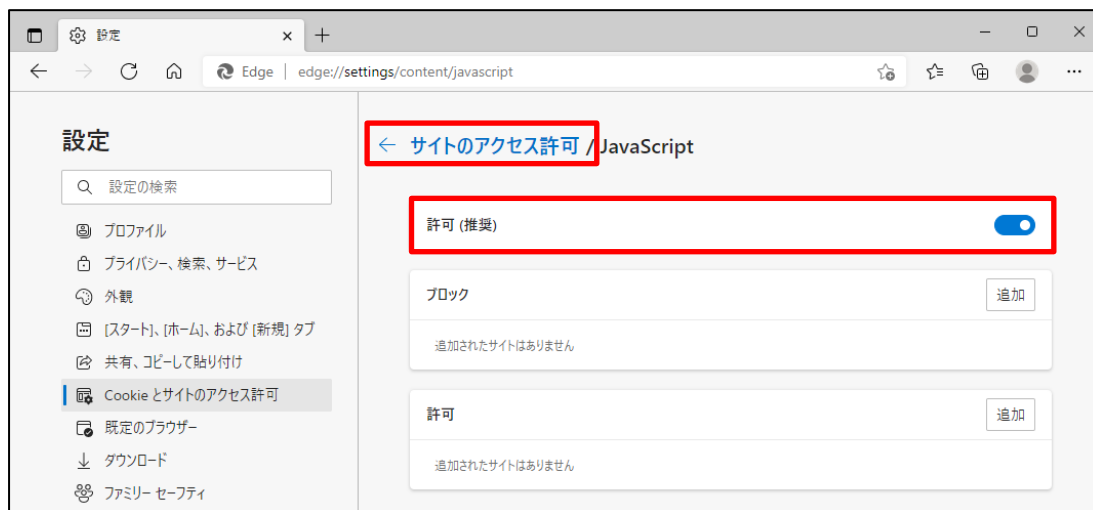 設定
Edge | edge://settings/content/javascript
設定
設定の検索
プロファイル
プライバシー、検索、サービス
外観
[スタート]、[ホーム]、および [新規] タブ
共有、コピーして貼り付け
Cookie とサイトのアクセス許可
既定のブラウザー
ダウンロード
ファミリー セーフティ
サイトのアクセス許可 / JavaScript
許可 (推奨)
ブロック
追加
追加されたサイトはありません
許可
追加
追加されたサイトはありません